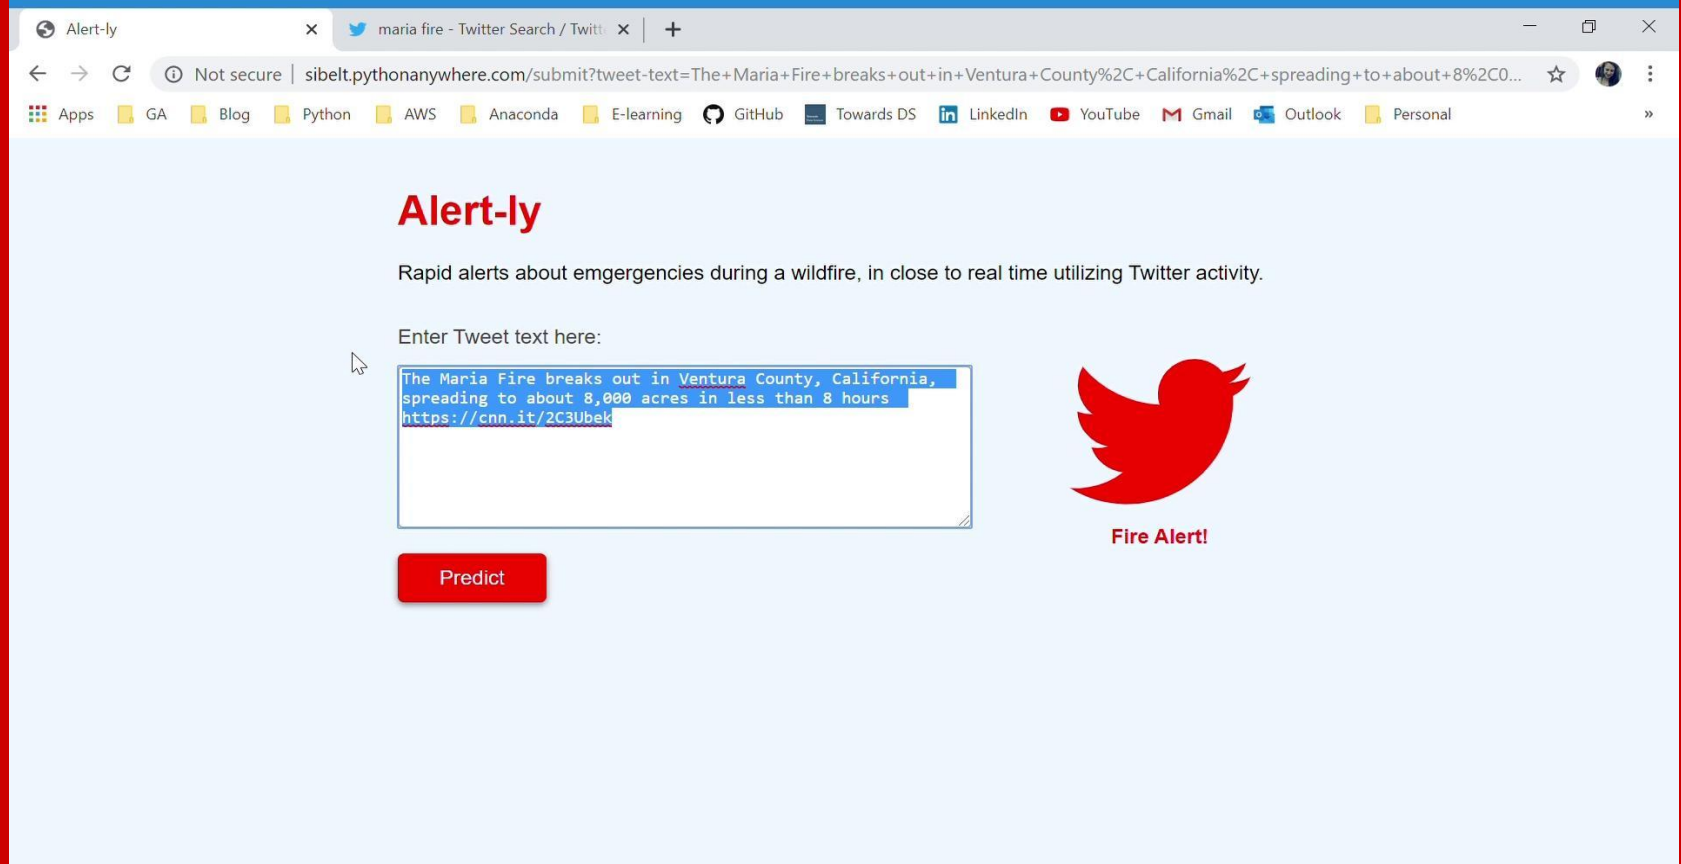 Alert-ly
maria fire - Twitter Search / Twitt
Not secure | sibelt.pythonanywhere.com/submit?tweet-text=The+Maria+Fire+breaks+out+in+Ventura+County%2C+California%2C+spreading+to+about+8%2C0...
Apps GA Blog Python AWS Anaconda E-learning GitHub Towards DS LinkedIn YouTube Gmail Outlook Personal »
Alert-ly
Rapid alerts about emgergencies during a wildfire, in close to real time utilizing Twitter activity.
Enter Tweet text here:
The Maria Fire breaks out in Ventura County, California,
spreading to about 8,000 acres in less than 8 hours
https://cnn.it/2C3Ubek
Fire Alert!
Predict